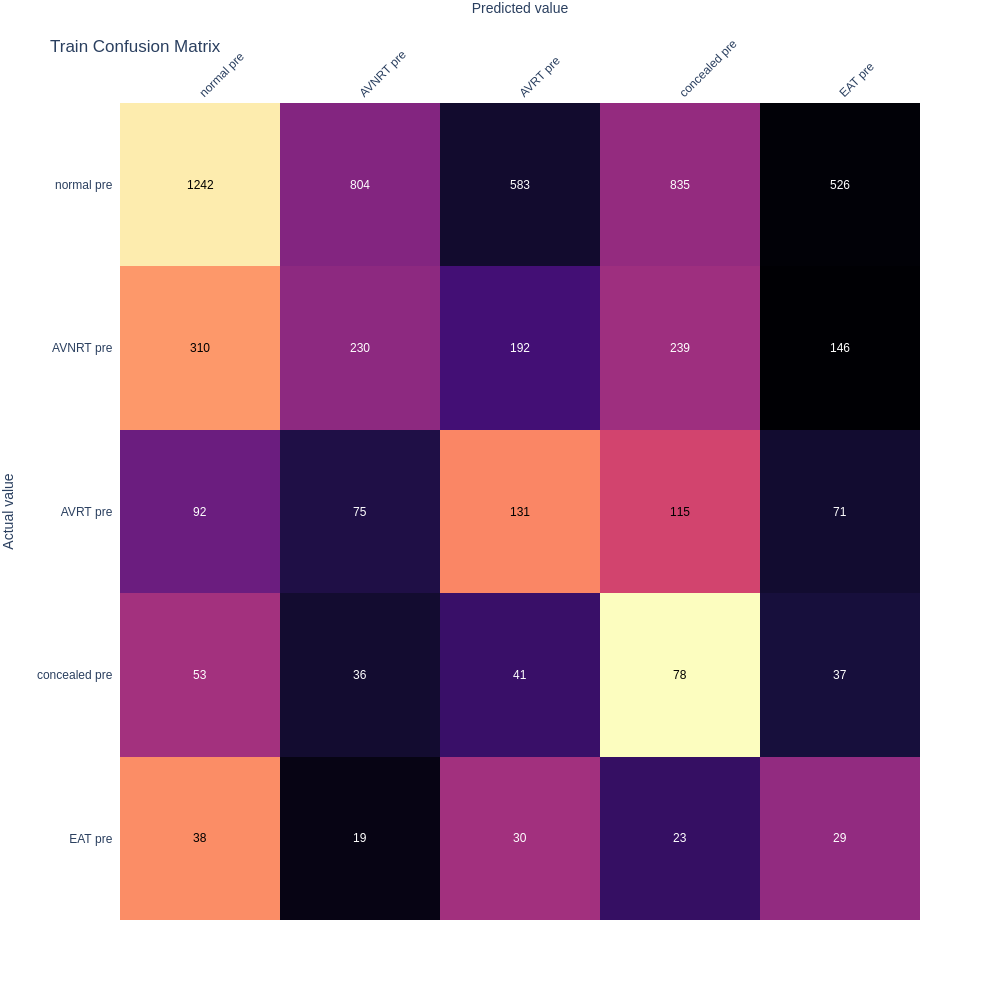 Predicted value
Train Confusion Matrix
normal pre
AVNRT pre
AVRT pre
concealed pre
EAT pre
Actual value
normal pre 1242 804 583 835 526
AVNRT pre 310 230 192 239 146
AVRT pre 92 75 131 115 71
concealed pre 53 36 41 78 37
EAT pre 38 19 30 23 29